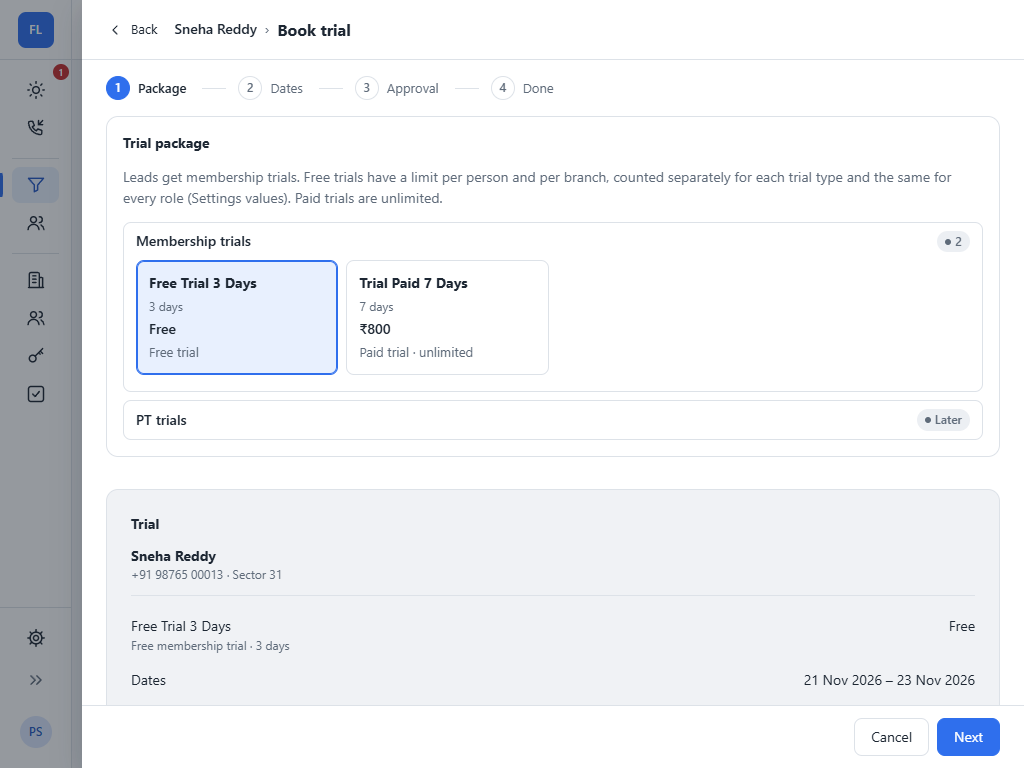 FL
1
Back Sneha Reddy › Book trial
1 Package 2 Dates 3 Approval 4 Done
Trial package
Leads get membership trials. Free trials have a limit per person and per branch, counted separately for each trial type and the same for
every role (Settings values). Paid trials are unlimited.
Membership trials
2
Free Trial 3 Days
3 days
Free
Free trial
Trial Paid 7 Days
7 days
₹800
Paid trial · unlimited
PT trials
Later
Trial
Sneha Reddy
+91 98765 00013 · Sector 31
Free Trial 3 Days Free
Free membership trial · 3 days
Dates 21 Nov 2026 – 23 Nov 2026
PS
Cancel Next